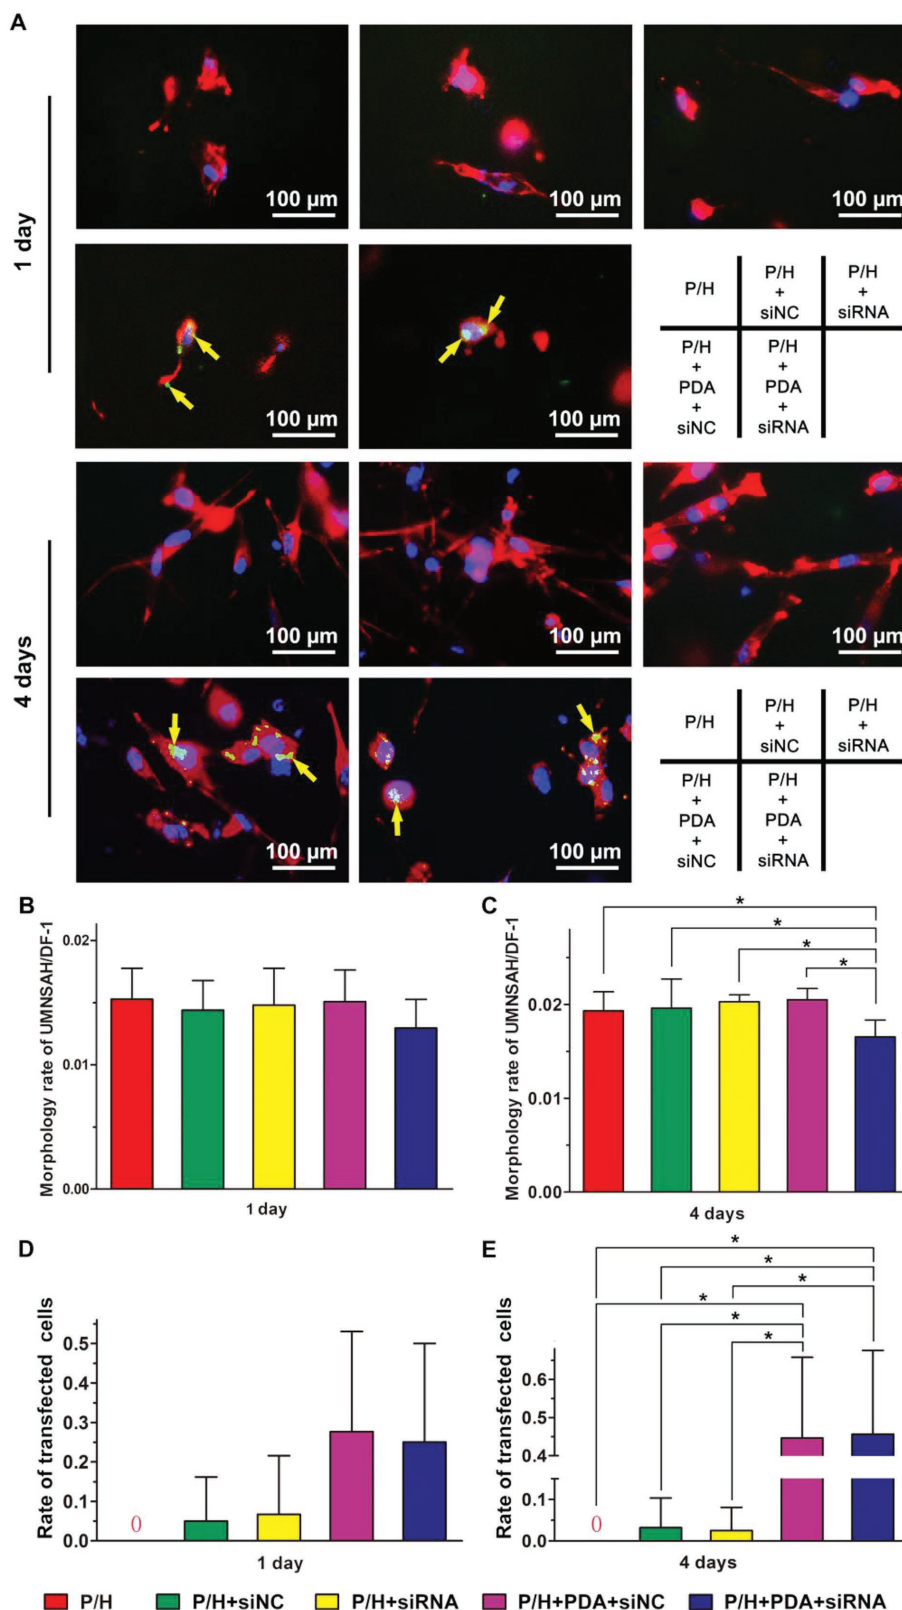 A
1 day
100 µm
100 µm
100 µm
100 µm
100 µm
P/H
P/H
+
siNC
P/H
+
siRNA
P/H
+
PDA
+
siNC
P/H
+
PDA
+
siRNA
4 days
100 µm
100 µm
100 µm
100 µm
100 µm
P/H
P/H
+
siNC
P/H
+
siRNA
P/H
+
PDA
+
siNC
P/H
+
PDA
+
siRNA
B
Morphology rate of UMNSAH/DF-1
0.02
0.01
0.00
1 day
C
Morphology rate of UMNSAH/DF-1
0.02
0.01
0.00
*
*
*
*
4 days
D
Rate of transfected cells
0.5
0.4
0.3
0.2
0.1
0.0
0
1 day
E
Rate of transfected cells
0.6
0.5
0.4
0.1
0.0
*
*
*
*
*
*
0
4 days
P/H P/H+siNC P/H+siRNA P/H+PDA+siNC P/H+PDA+siRNA